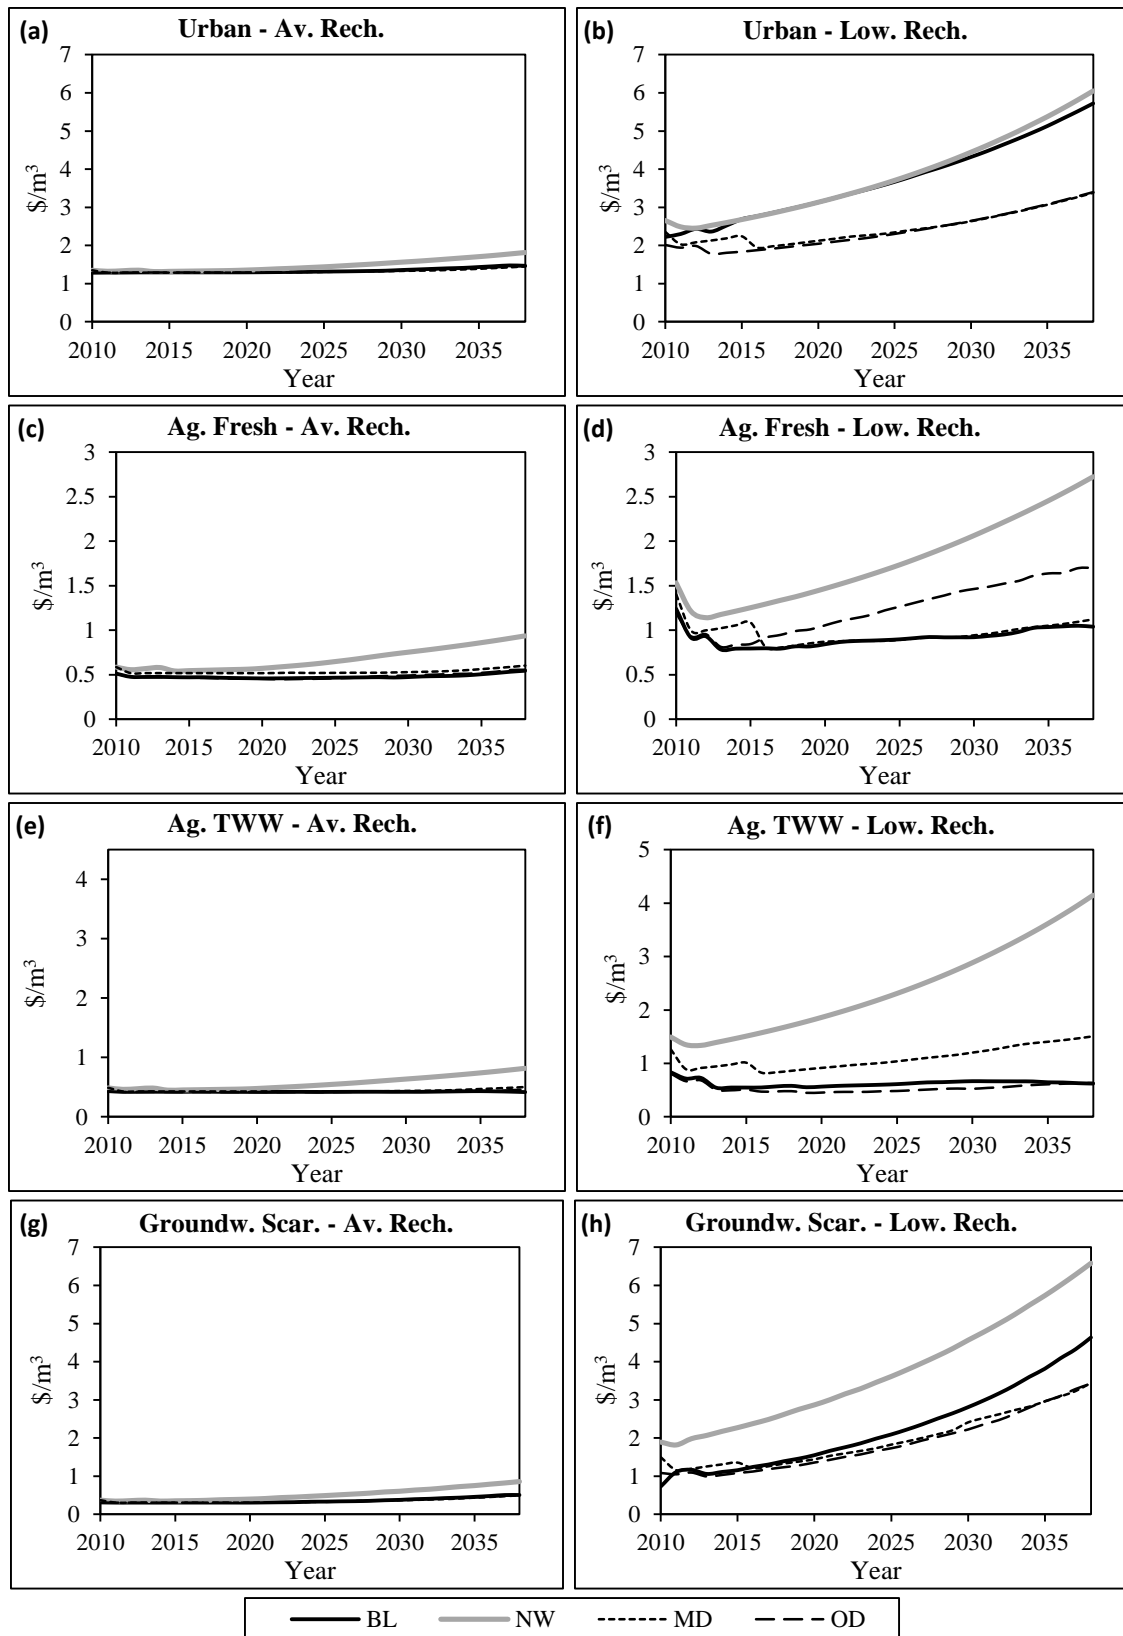 (a) Urban - Av. Rech.
7
6
5
4
3
2
1
0
$/m³
2010 2015 2020 2025 2030 2035
Year
(b) Urban - Low. Rech.
7
6
5
4
3
2
1
0
$/m³
2010 2015 2020 2025 2030 2035
Year
(c) Ag. Fresh - Av. Rech.
3
2.5
2
1.5
1
0.5
0
$/m³
2010 2015 2020 2025 2030 2035
Year
(d) Ag. Fresh - Low. Rech.
3
2.5
2
1.5
1
0.5
0
$/m³
2010 2015 2020 2025 2030 2035
Year
(e) Ag. TWW - Av. Rech.
4
3
2
1
0
$/m³
2010 2015 2020 2025 2030 2035
Year
(f) Ag. TWW - Low. Rech.
5
4
3
2
1
0
$/m³
2010 2015 2020 2025 2030 2035
Year
(g) Groundw. Scar. - Av. Rech.
7
6
5
4
3
2
1
0
$/m³
2010 2015 2020 2025 2030 2035
Year
(h) Groundw. Scar. - Low. Rech.
7
6
5
4
3
2
1
0
$/m³
2010 2015 2020 2025 2030 2035
Year
BL NW MD OD